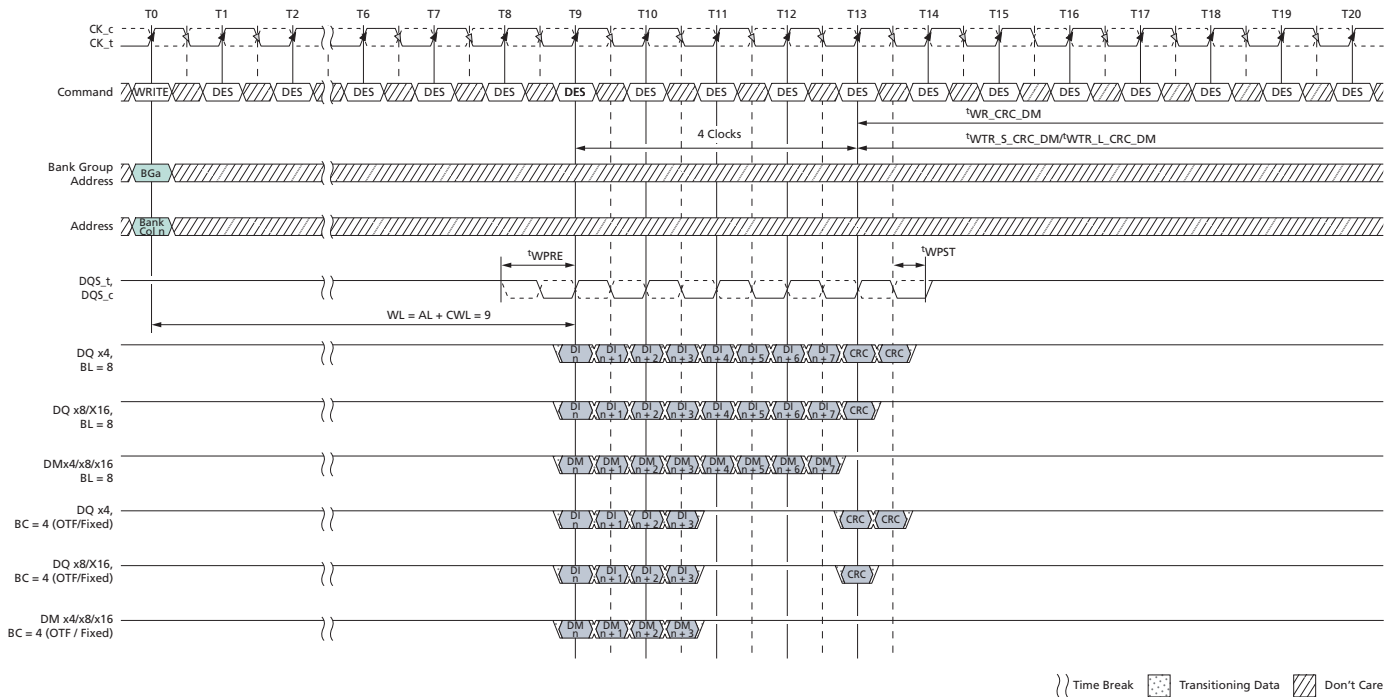 T0 T1 T2 T6 T7 T8 T9 T10 T11 T12 T13 T14 T15 T16 T17 T18 T19 T20
CK_c
CK_t
Command WRITE DES DES DES DES DES DES DES DES DES DES DES DES DES DES DES DES DES
tWR_CRC_DM
4 Clocks
tWTR_S_CRC_DM/tWTR_L_CRC_DM
Bank Group
Address
BGa
Address
Bank
Col n
tWPRE
tWPST
DQS_t,
DQS_c
WL = AL + CWL = 9
DQ x4,
BL = 8
DI DI DI DI DI DI DI DI CRC CRC
n n + 1 n + 2 n + 3 n + 4 n + 5 n + 6 n + 7
DQ x8/X16,
BL = 8
DI DI DI DI DI DI DI DI CRC
n n + 1 n + 2 n + 3 n + 4 n + 5 n + 6 n + 7
DMx4/x8/x16
BL = 8
DM DM DM DM DM DM DM DM
n n + 1 n + 2 n + 3 n + 4 n + 5 n + 6 n + 7
DQ x4,
BC = 4 (OTF/Fixed)
DI DI DI DI CRC CRC
n n + 1 n + 2 n + 3
DQ x8/X16,
BC = 4 (OTF/Fixed)
DI DI DI DI CRC
n n + 1 n + 2 n + 3
DM x4/x8/x16
BC = 4 (OTF / Fixed)
DM DM DM DM
n n + 1 n + 2 n + 3
Time Break Transitioning Data Don't Care